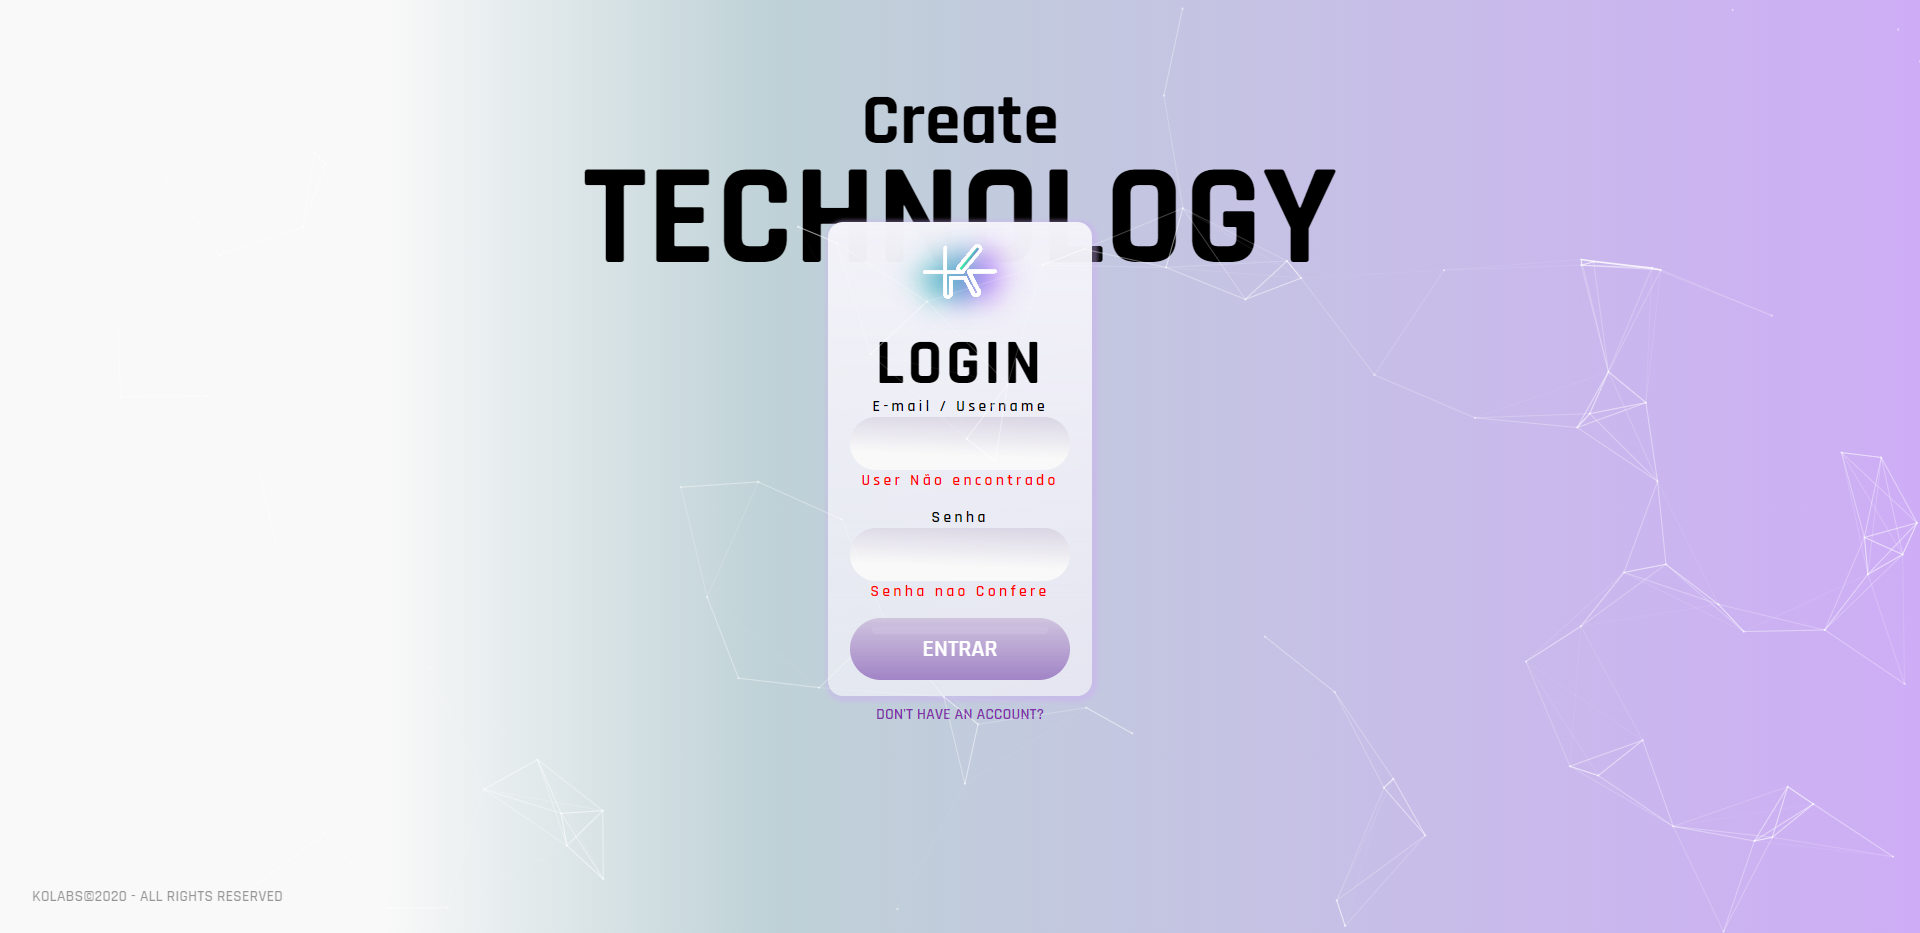 Create
TECHNOLOGY
LOGIN
E-mail / Username
User Não encontrado
Senha
Senha nao Confere
ENTRAR
DON'T HAVE AN ACCOUNT?
KOLABS©2020 - ALL RIGHTS RESERVED